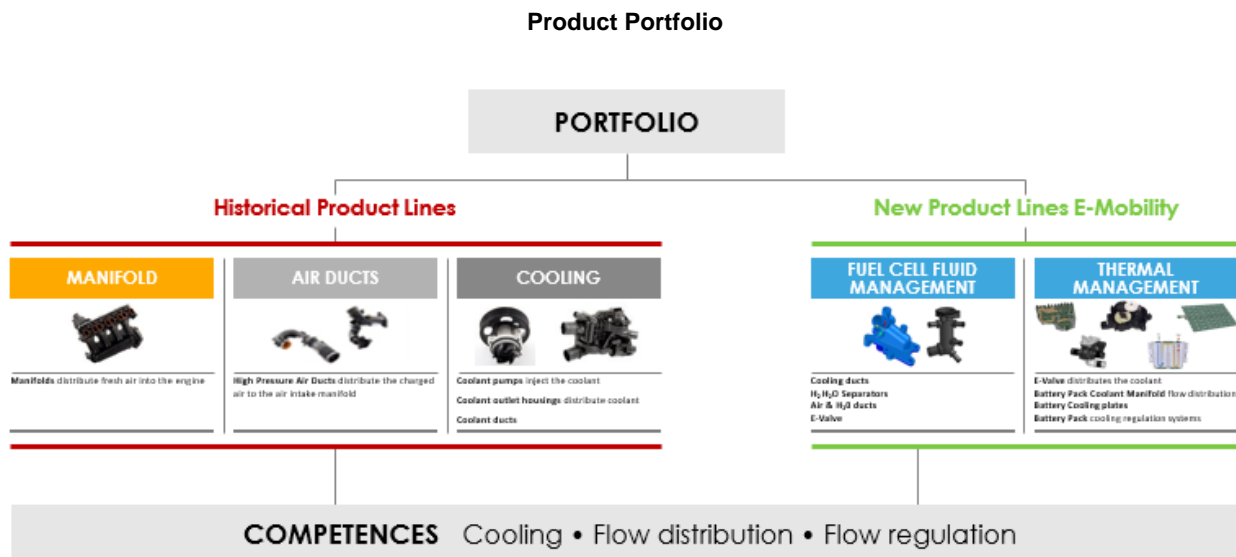 Product Portfolio
PORTFOLIO
Historical Product Lines
New Product Lines E-Mobility
MANIFOLD
AIR DUCTS
COOLING
FUEL CELL FLUID
MANAGEMENT
THERMAL
MANAGEMENT
Manifolds distribute fresh air into the engine
High Pressure Air Ducts distribute the charged
air to the air intake manifold
Coolant pumps inject the coolant
Coolant outlet housings distribute coolant
Coolant ducts
Cooling ducts
H₂H₂O Separators
Air & H₂0 ducts
E-Valve
E-Valve distributes the coolant
Battery Pack Coolant Manifold flow distribution
Battery Cooling plates
Battery Pack cooling regulation systems
COMPETENCES Cooling • Flow distribution • Flow regulation